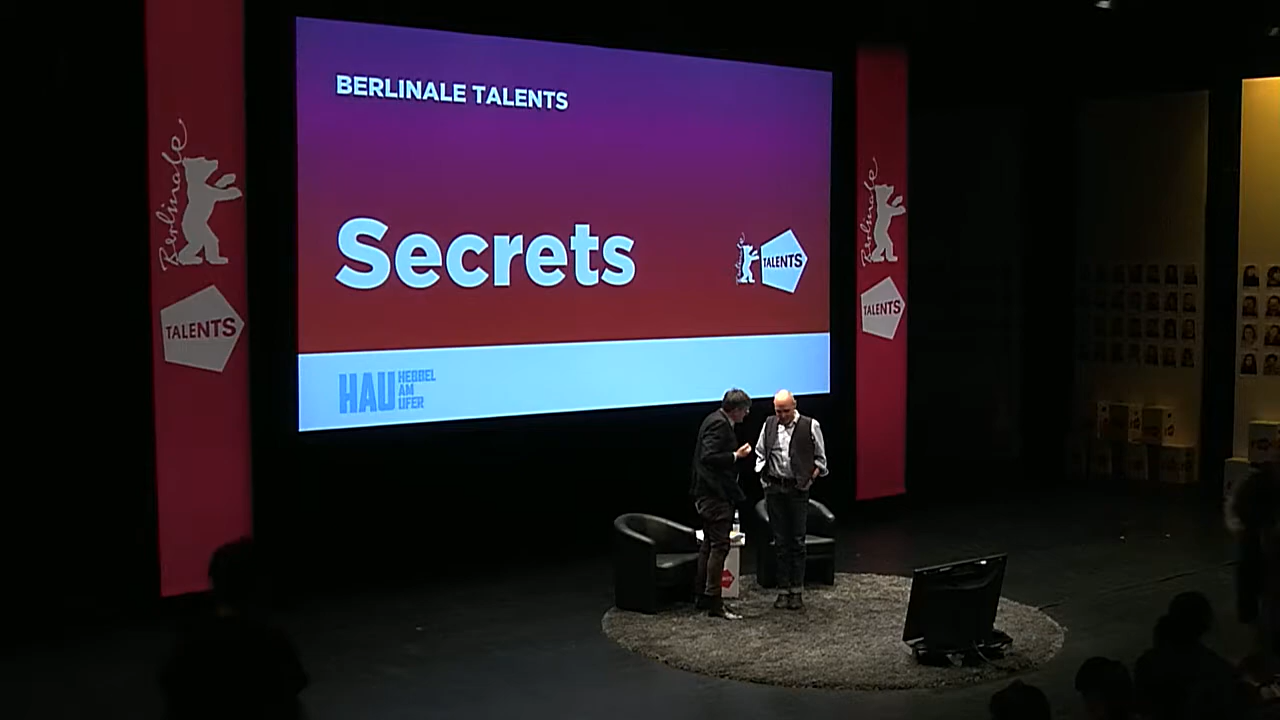 BERLINALE TALENTS
Secrets
TALENTS
HAU HEBBEL
AM
UFER
Berlinale
TALENTS
Berlinale
TALENTS